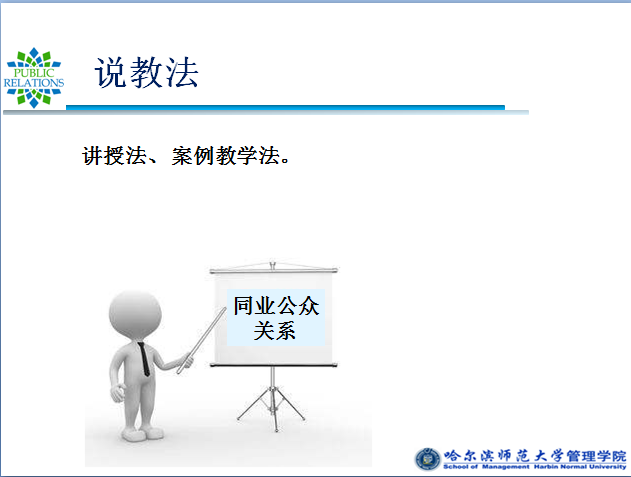 PUBLIC
RELATIONS
说教法
讲授法、案例教学法。
同业公众
关系
哈尔滨师范大学管理学院
School of Management Harbin Normal University